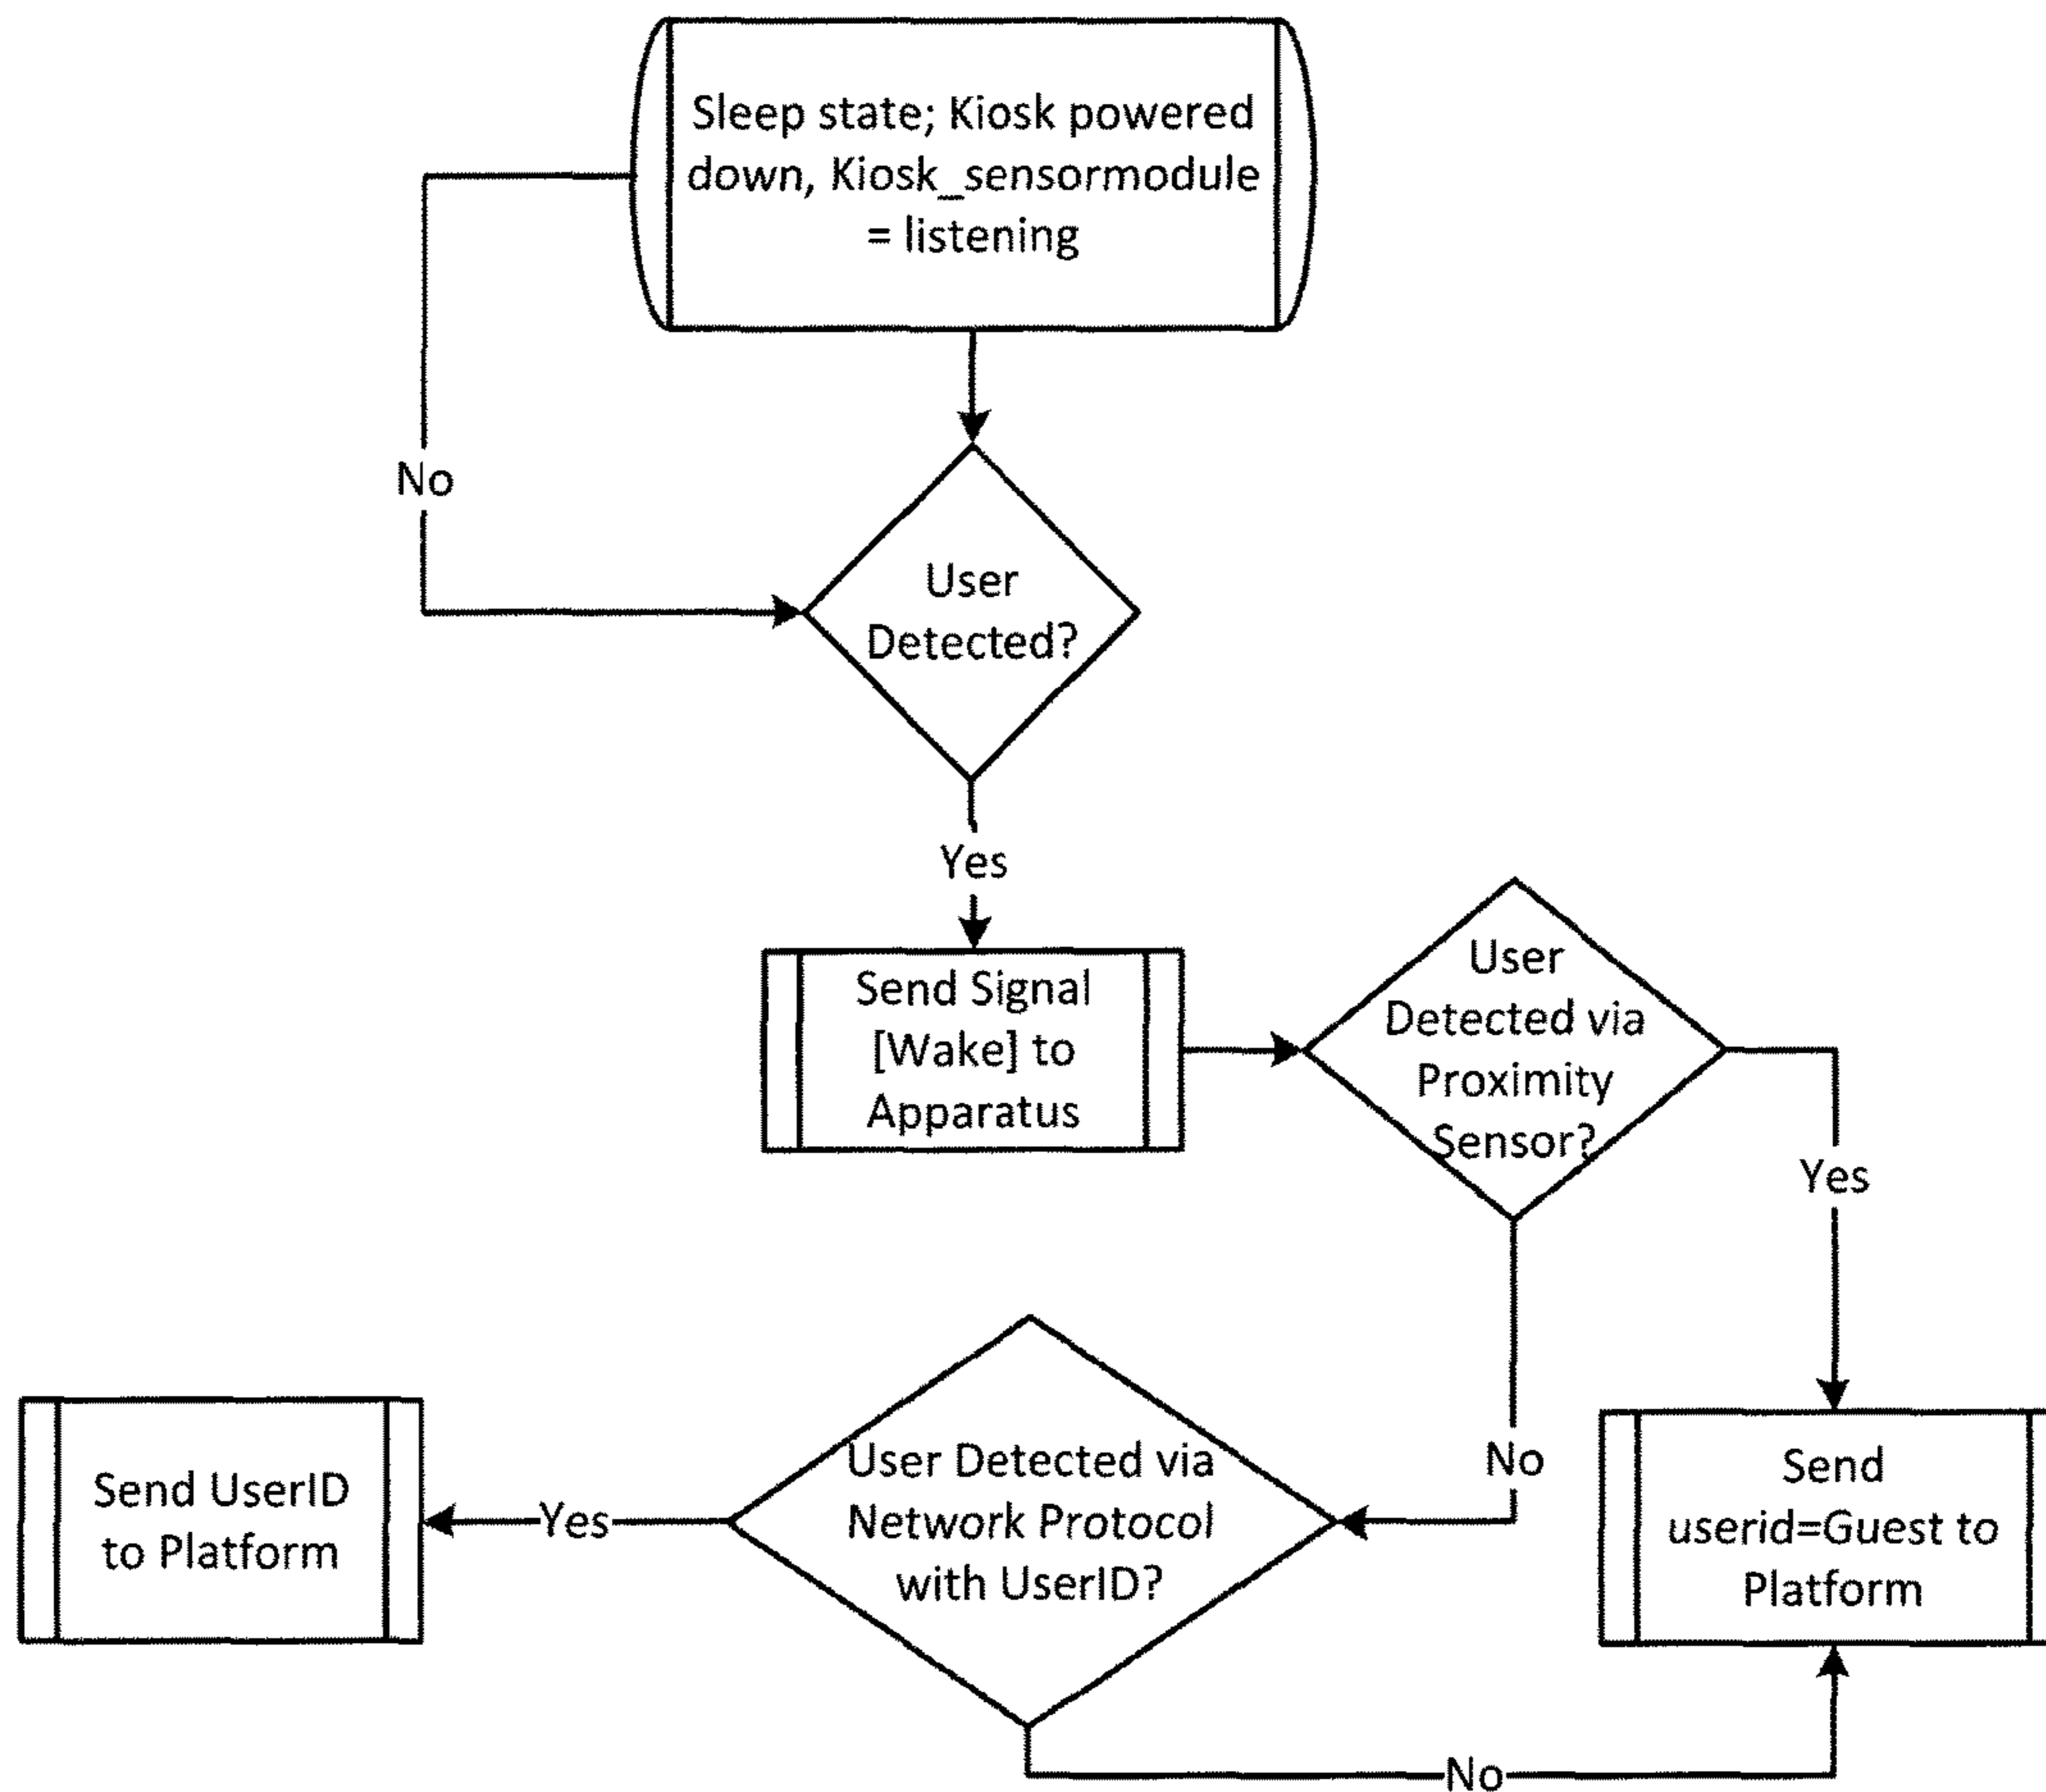 Sleep state; Kiosk powered
down, Kiosk_sensormodule
= listening
No
User
Detected?
Yes
Send Signal
[Wake] to
Apparatus
User
Detected via
Proximity
Sensor?
Yes
No
User Detected via
Network Protocol
with UserID?
Yes
Send UserID
to Platform
Send
userid=Guest to
Platform
No